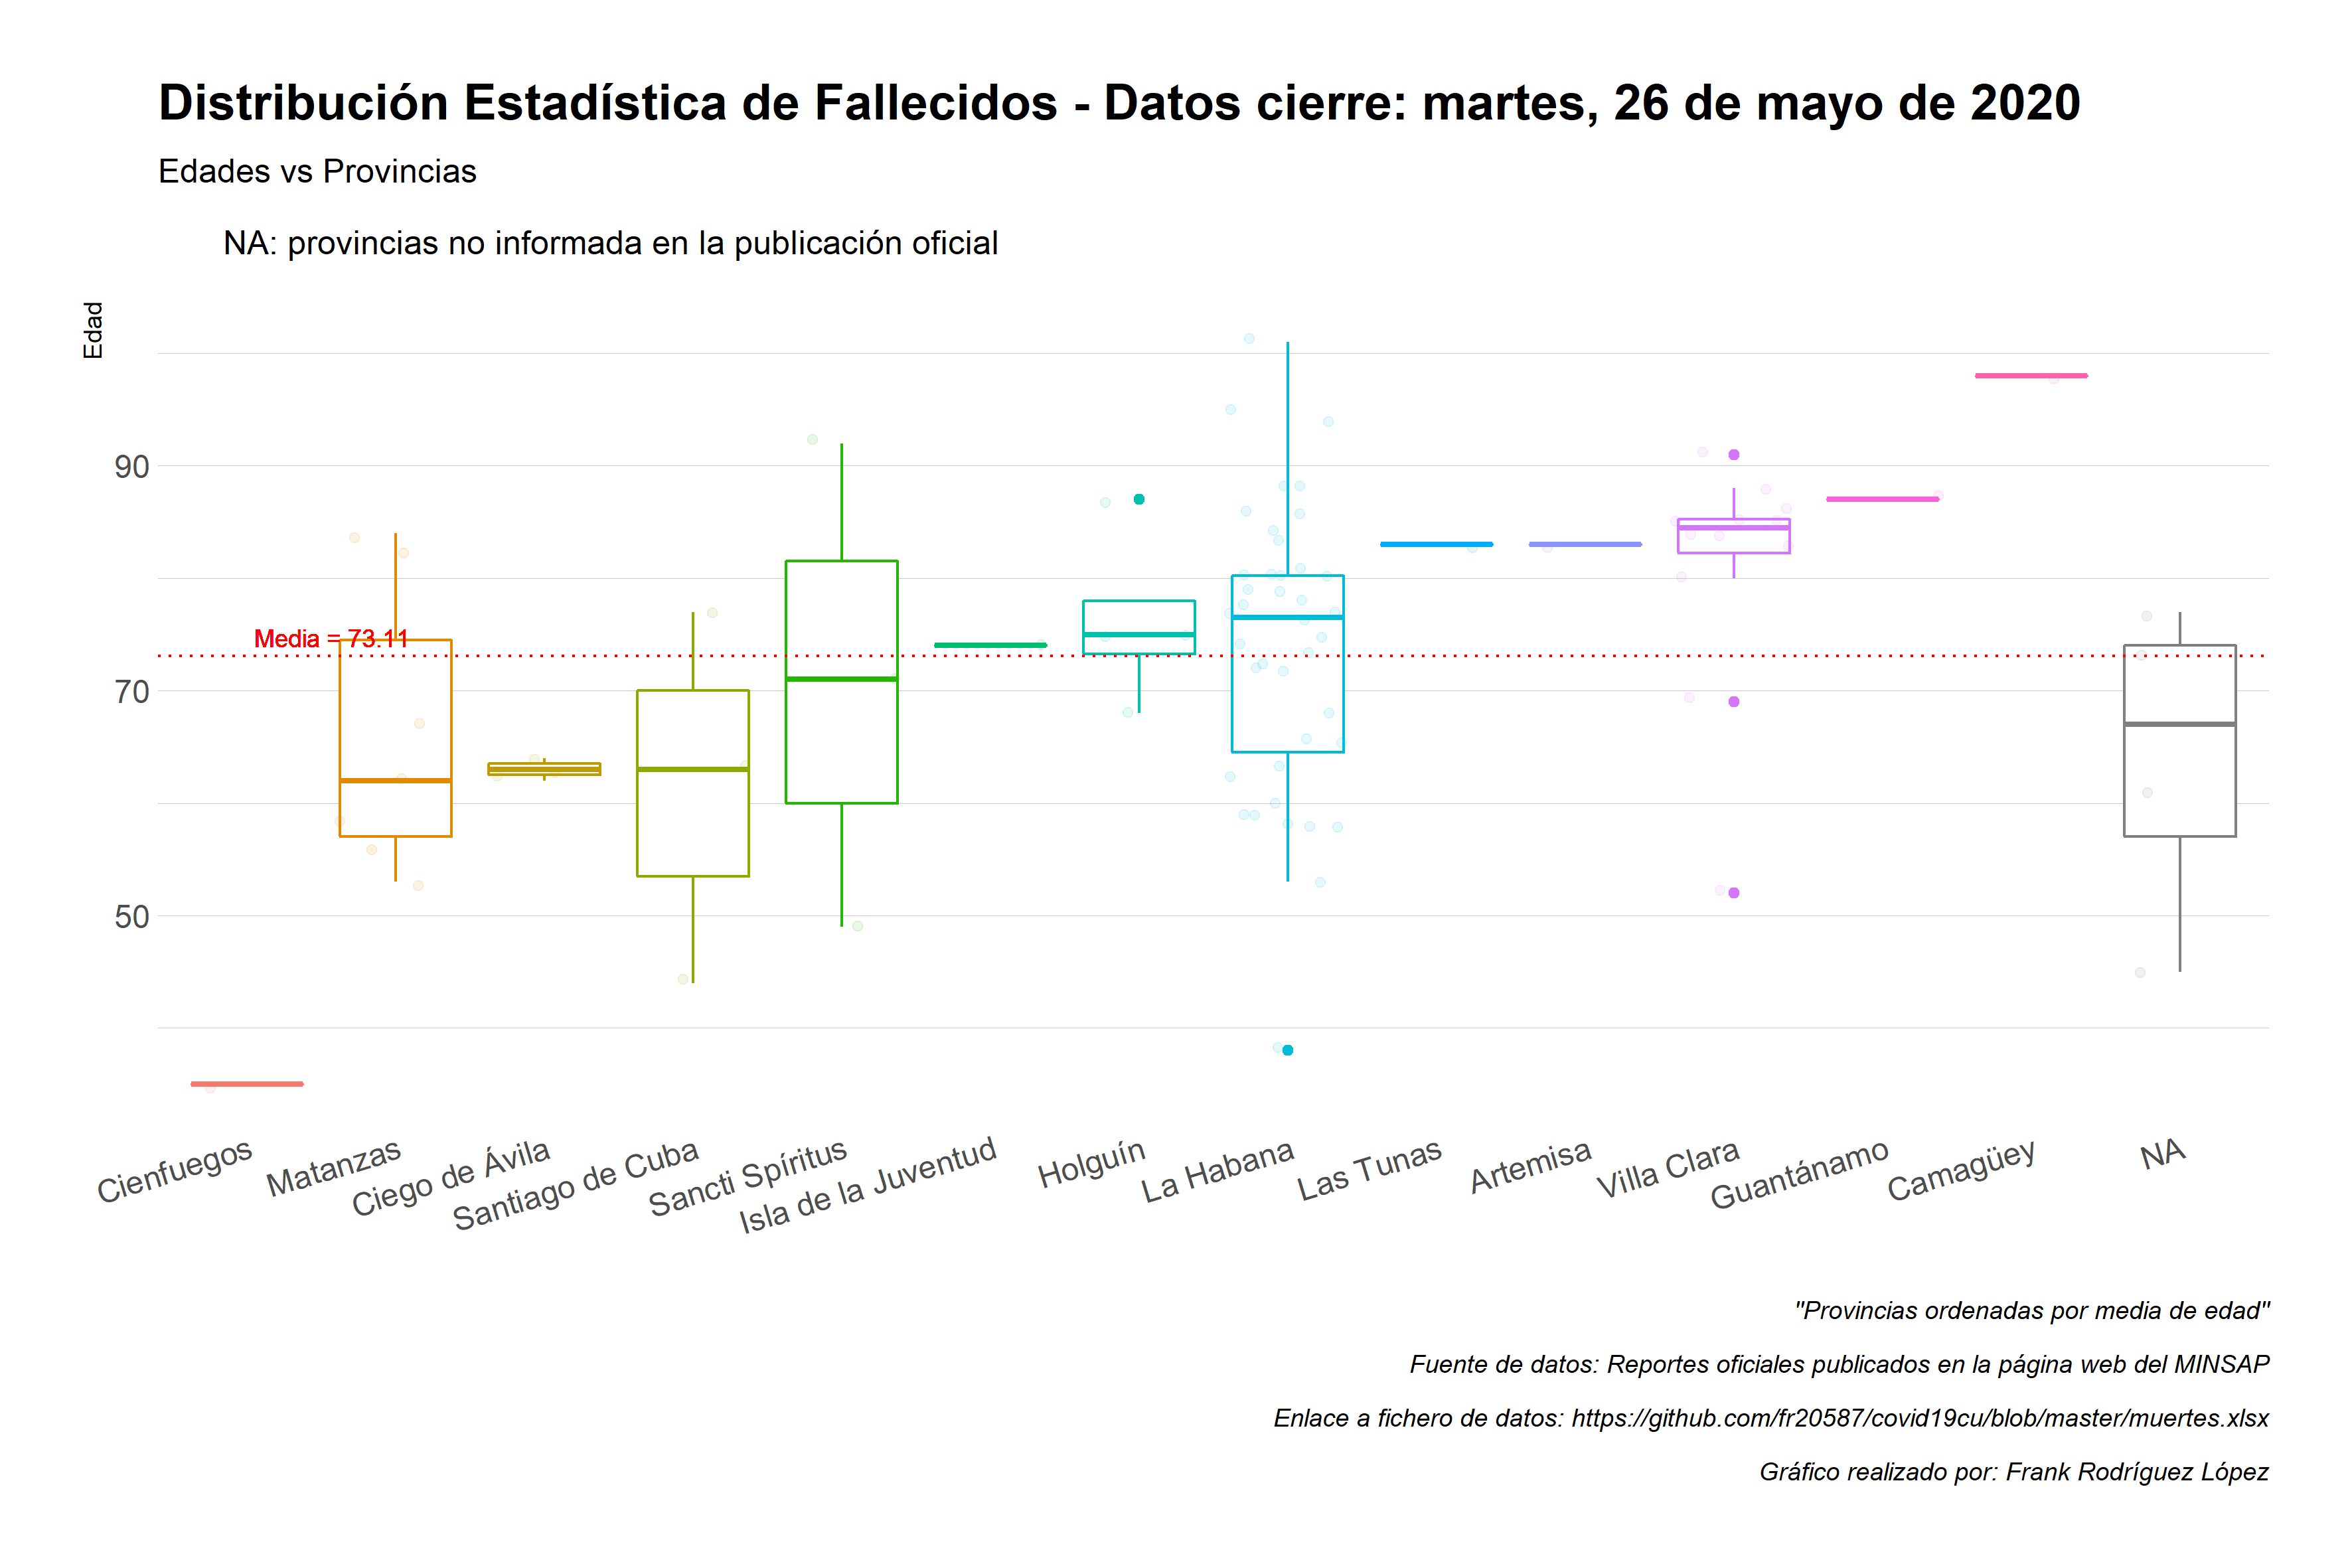 Distribución Estadística de Fallecidos - Datos cierre: martes, 26 de mayo de 2020
Edades vs Provincias
NA: provincias no informada en la publicación oficial
Edad
90
70
50
Media = 73.11
Cienfuegos
Matanzas
Ciego de Ávila
Santiago de Cuba
Sancti Spíritus
Isla de la Juventud
Holguín
La Habana
Las Tunas
Artemisa
Villa Clara
Guantánamo
Camagüey
NA
"Provincias ordenadas por media de edad"
Fuente de datos: Reportes oficiales publicados en la página web del MINSAP
Enlace a fichero de datos: https://github.com/fr20587/covid19cu/blob/master/muertes.xlsx
Gráfico realizado por: Frank Rodríguez López